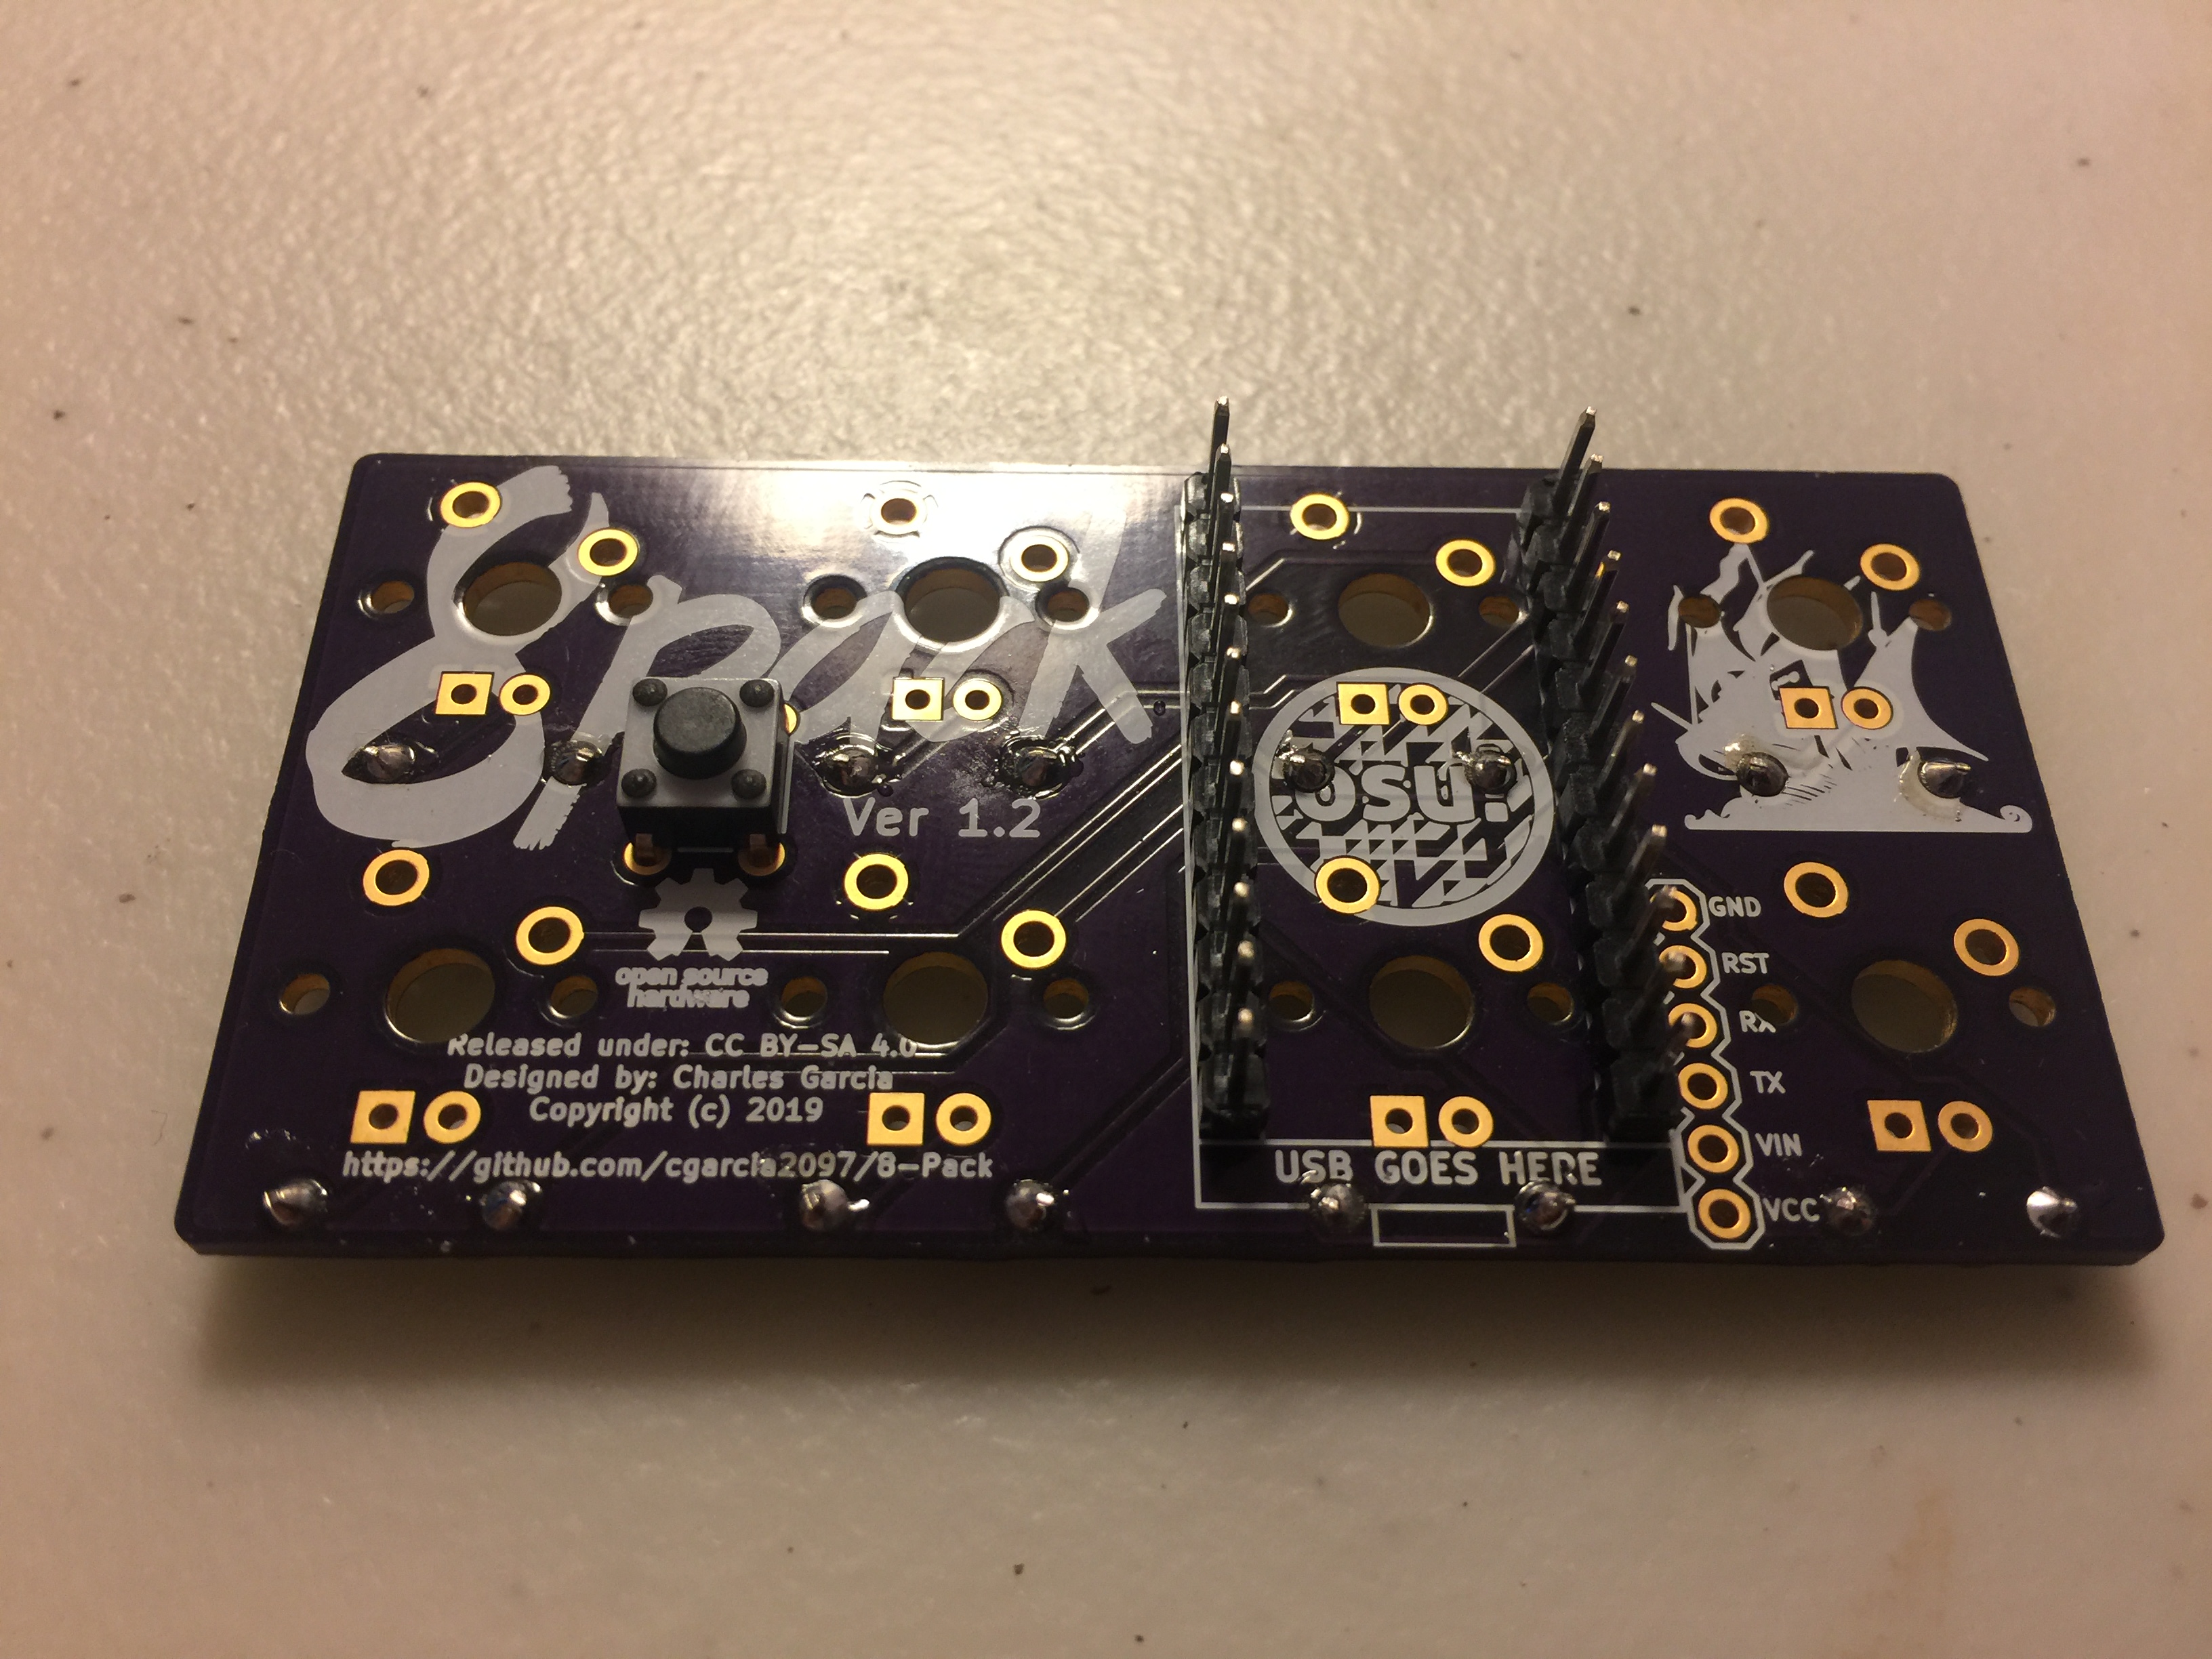 8pack
Ver 1.2
osu!
open source
hardware
Released under: CC BY-SA 4.0
Designed by: Charles Garcia
Copyright (c) 2019
https://github.com/cgarcia2097/8-Pack
USB GOES HERE
GND
RST
RX
TX
VIN
VCC